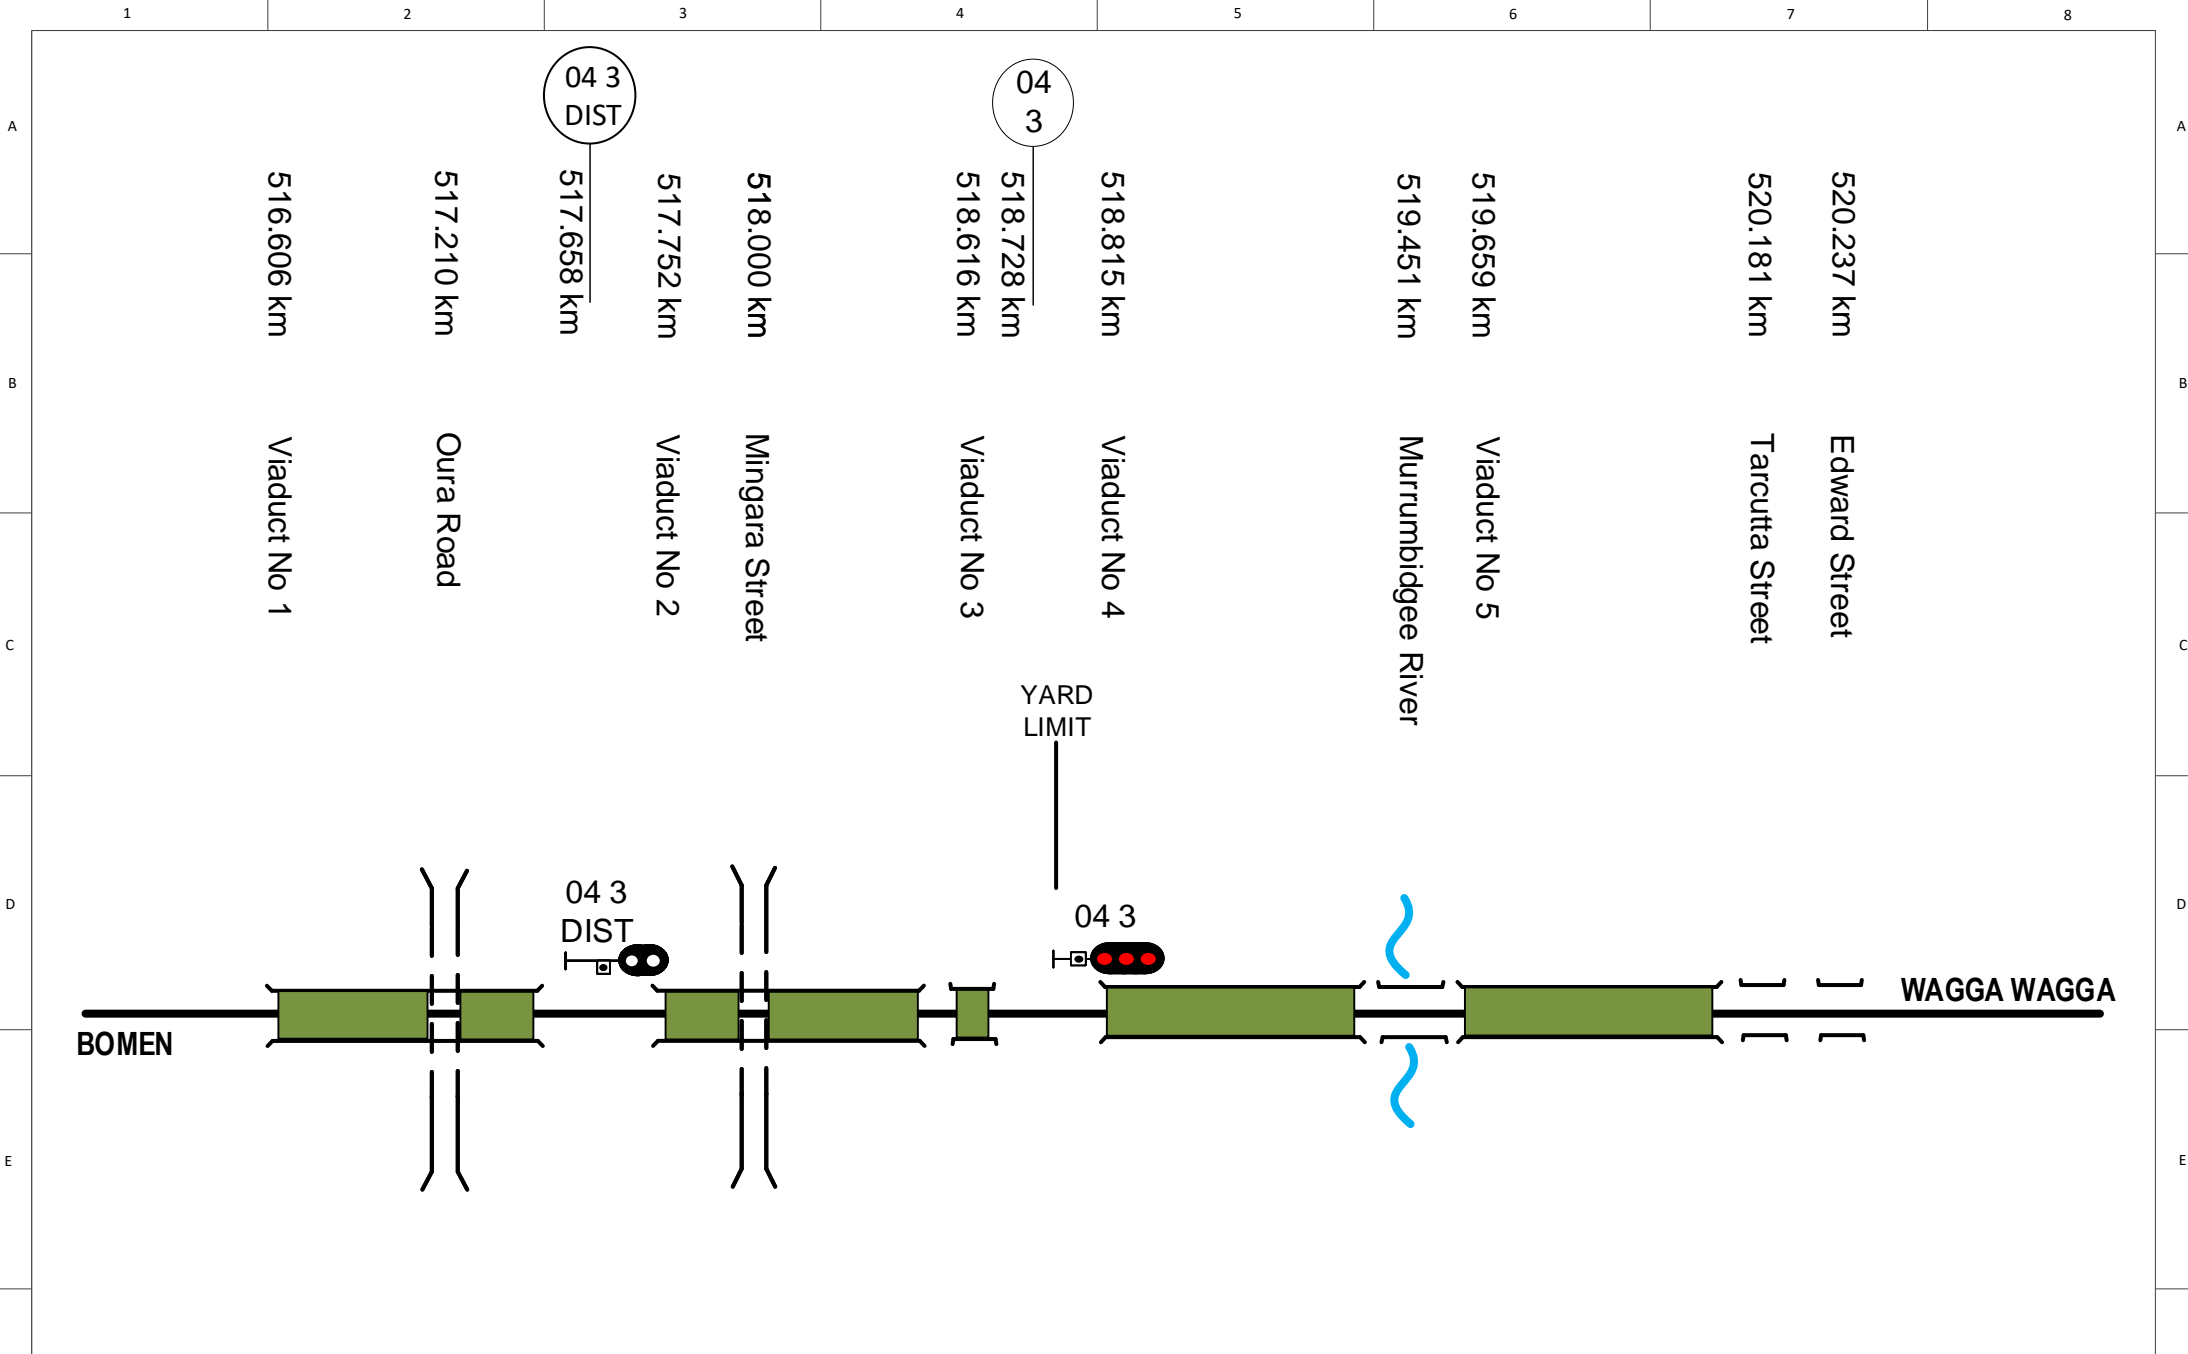 1 2 3 4 5 6 7 8
04 3
DIST
04
3
A
A
516.606 km
517.210 km
517.658 km
517.752 km
518.000 km
518.616 km
518.728 km
518.815 km
519.451 km
519.659 km
520.181 km
520.237 km
B
B
Viaduct No 1
Oura Road
Viaduct No 2
Mingara Street
Viaduct No 3
Viaduct No 4
Murrumbidgee River
Viaduct No 5
Tarcutta Street
Edward Street
C
C
YARD
LIMIT
D
D
04 3
DIST
04 3
WAGGA WAGGA
BOMEN
E
E